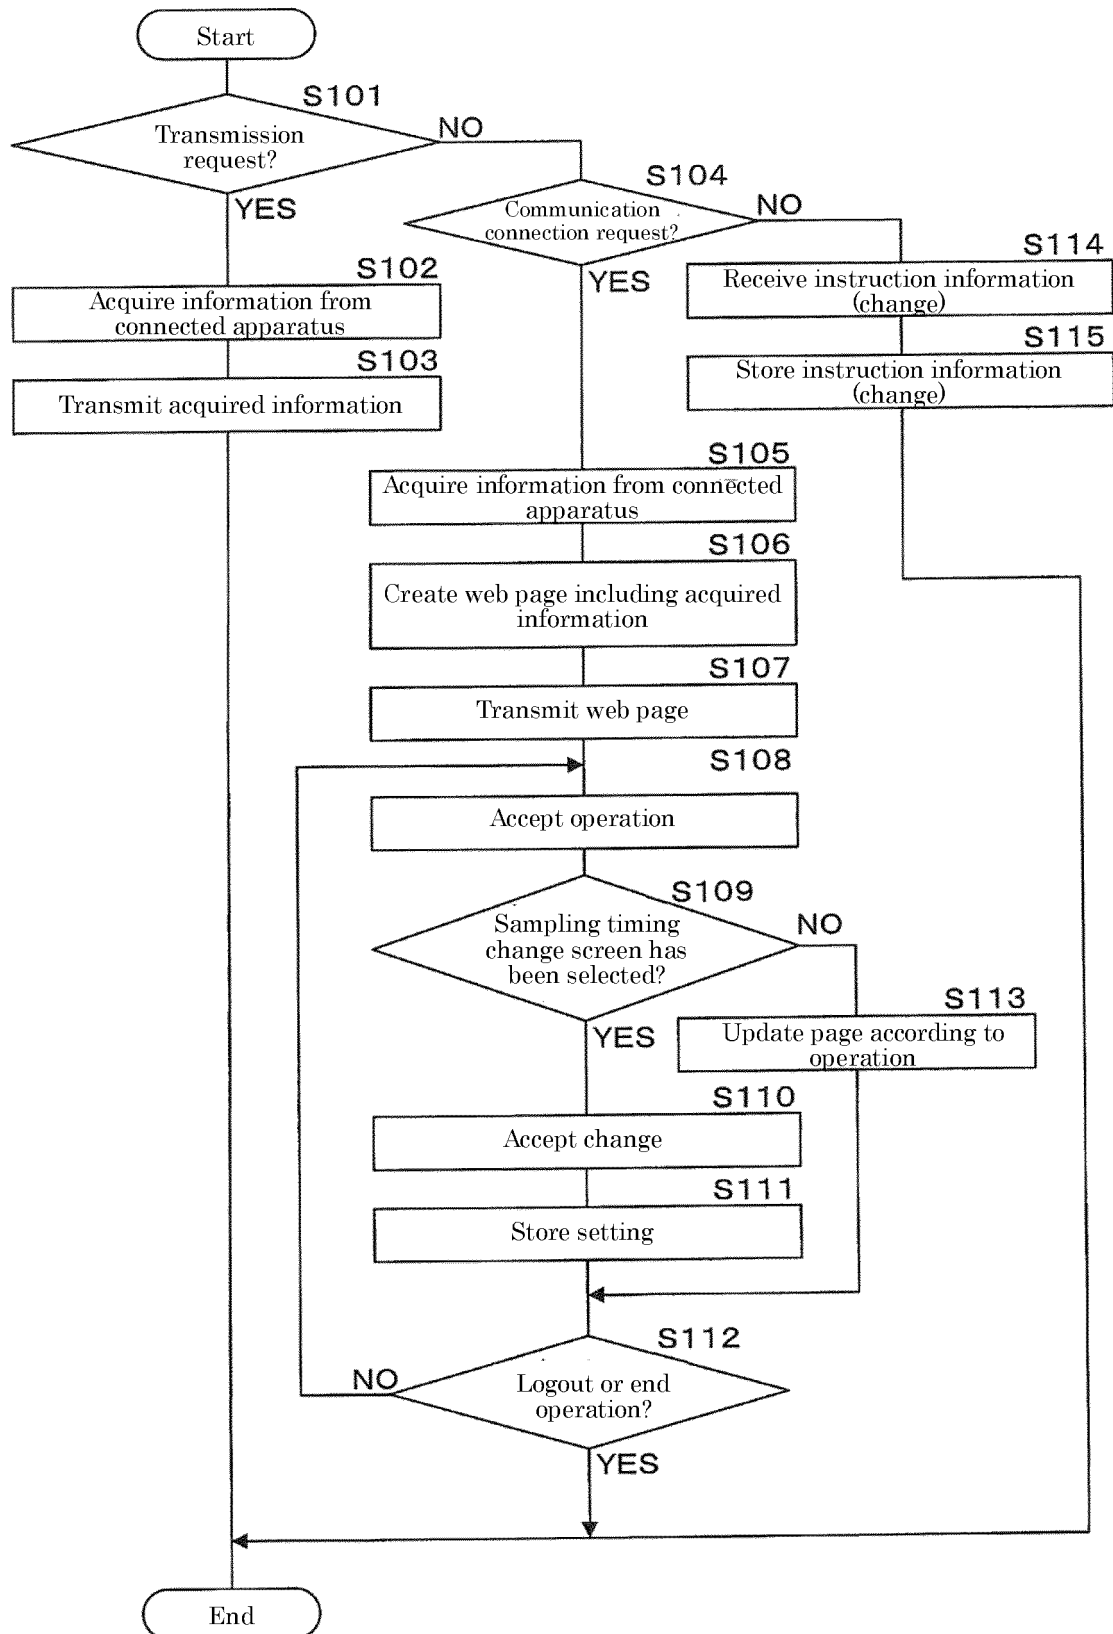 Start
S101
Transmission
request?
NO
YES
S104
Communication
connection request?
NO
YES
S102
Acquire information from
connected apparatus
S103
Transmit acquired information
S114
Receive instruction information
(change)
S115
Store instruction information
(change)
S105
Acquire information from connected
apparatus
S106
Create web page including acquired
information
S107
Transmit web page
S108
Accept operation
S109
Sampling timing
change screen has
been selected?
NO
YES
S113
Update page according to
operation
S110
Accept change
S111
Store setting
S112
Logout or end
operation?
NO
YES
End